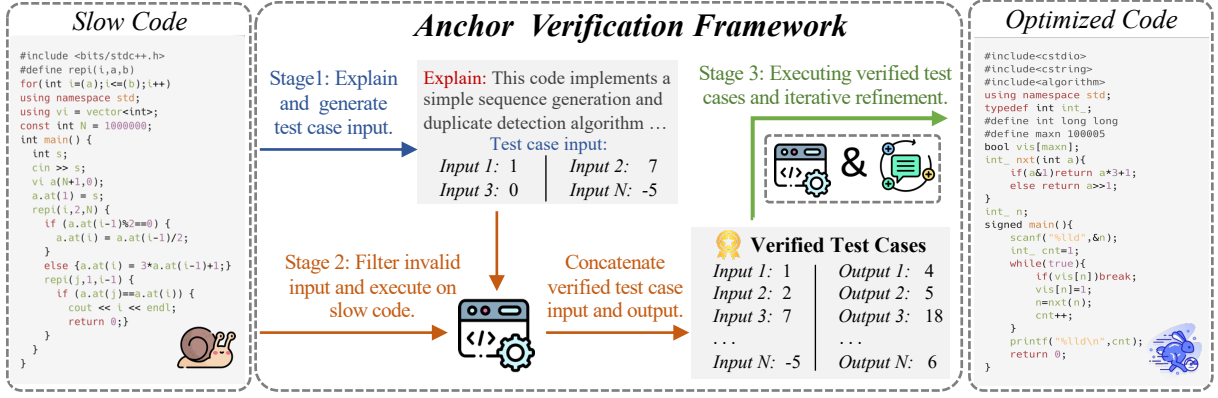 Slow Code
#include <bits/stdc++.h>
#define repi(i,a,b)
for(int i=(a);i<=(b);i++)
using namespace std;
using vi = vector<int>;
const int N = 1000000;
int main() {
int s;
cin >> s;
vi a(N+1,0);
a.at(1) = s;
repi(i,2,N) {
if (a.at(i-1)%2==0) {
a.at(i) = a.at(i-1)/2;
}
else {a.at(i) = 3*a.at(i-1)+1;}
repi(j,1,i-1) {
if (a.at(j)==a.at(i)) {
cout << i << endl;
return 0;}
}
}
}
Anchor Verification Framework
Stage1: Explain
and generate
test case input.
Explain: This code implements a
simple sequence generation and
duplicate detection algorithm ...
Test case input:
Input 1: 1 Input 2: 7
Input 3: 0 Input N: -5
Stage 2: Filter invalid
input and execute on
slow code.
</>
Concatenate
verified test case
input and output.
Stage 3: Executing verified test
cases and iterative refinement.
</> &
Verified Test Cases
Input 1: 1 Output 1: 4
Input 2: 2 Output 2: 5
Input 3: 7 Output 3: 18
... ...
Input N: -5 Output N: 6
Optimized Code
#include<cstdio>
#include<cstring>
#include<algorithm>
using namespace std;
typedef int int_;
#define int long long
#define maxn 100005
bool vis[maxn];
int_ nxt(int a){
if(a&1)return a*3+1;
else return a>>1;
}
int_ n;
signed main(){
scanf("%lld",&n);
int_ cnt=1;
while(true){
if(vis[n])break;
vis[n]=1;
n=nxt(n);
cnt++;
}
printf("%lld\n",cnt);
return 0;
}